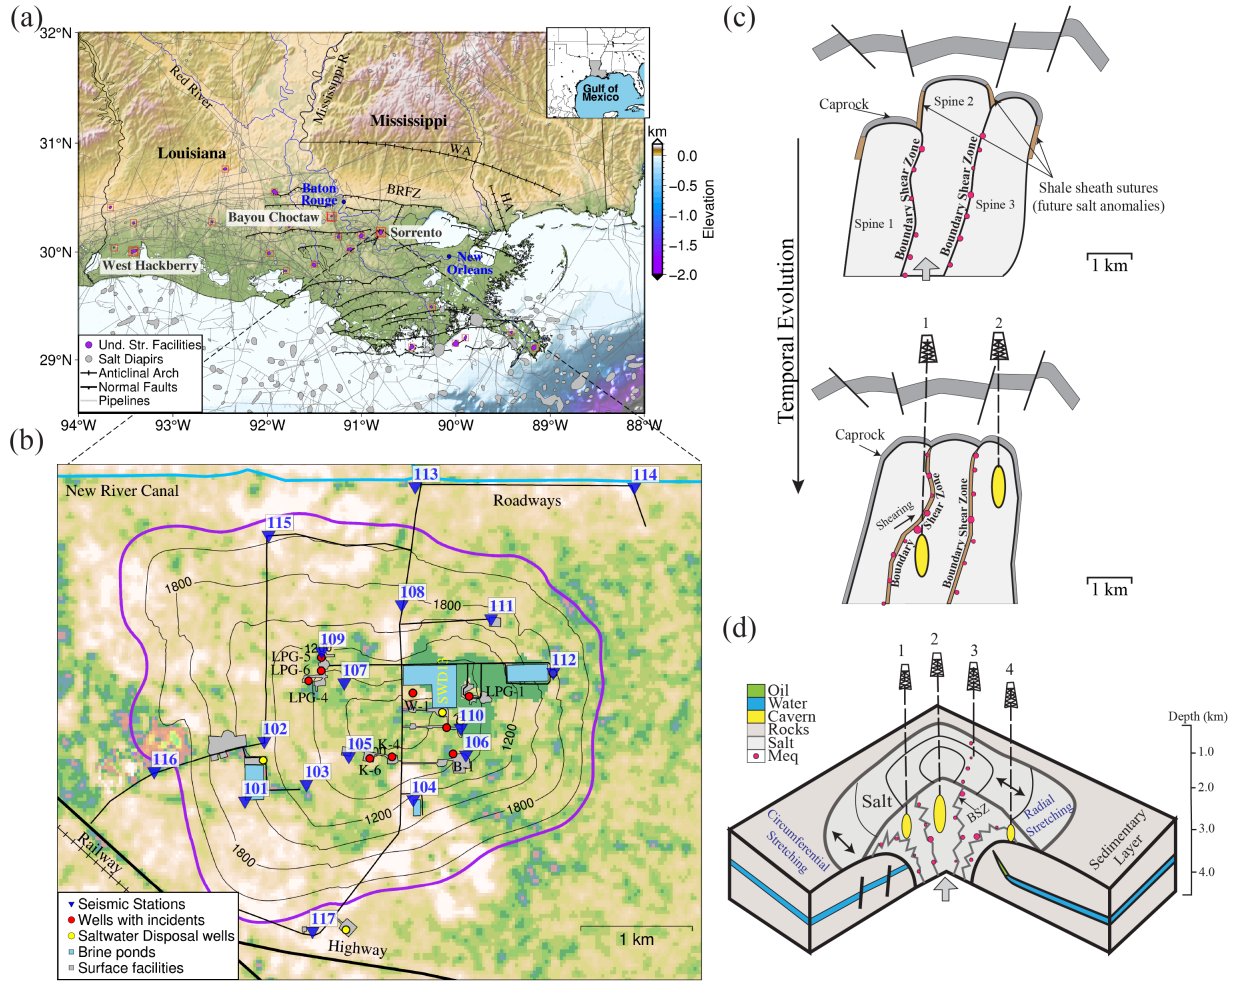 (a)
32°N
31°N
30°N
29°N
94°W
93°W
92°W
91°W
90°W
89°W
88°W
Red River
Mississippi R.
Mississippi
Louisiana
WA
HA
BRFZ
Baton
Rouge
Bayou Choctaw
Sorrento
New
Orleans
West Hackberry
Gulf of
Mexico
km
0.0
−0.5
−1.0
−1.5
−2.0
Elevation
Und. Str. Facilities
Salt Diapirs
Anticlinal Arch
Normal Faults
Pipelines
(b)
New River Canal
113
114
Roadways
115
1800
108
1800
111
109
LPG-5
LPG-6
LPG-4
107
112
SWD1
LPG-1
W-1
110
102
105
K-4
K-6
106
B-1
1200
116
101
103
104
1200
1800
1800
Railway
117
Highway
1 km
Seismic Stations
Wells with incidents
Saltwater Disposal wells
Brine ponds
Surface facilities
(c)
Caprock
Spine 2
Boundary Shear Zone
Boundary Shear Zone
Spine 1
Spine 3
Shale sheath sutures
(future salt anomalies)
1 km
Temporal Evolution
1
2
Caprock
Shearing
Boundary Shear Zone
Boundary Shear Zone
1 km
(d)
1
2
3
4
Oil
Water
Cavern
Rocks
Salt
Meq
Depth (km)
1.0
2.0
3.0
4.0
Salt
BSZ
Circumferential
Stretching
Radial
Stretching
Sedimentary
Layer